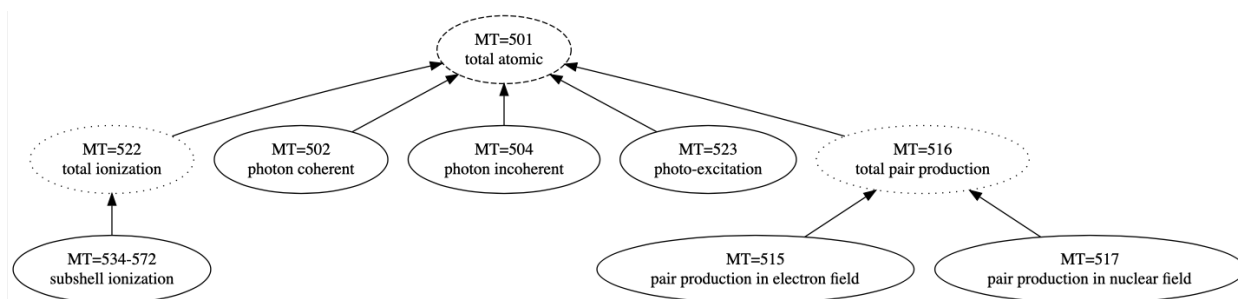 MT=501
total atomic
MT=522
total ionization
MT=502
photon coherent
MT=504
photon incoherent
MT=523
photo-excitation
MT=516
total pair production
MT=534-572
subshell ionization
MT=515
pair production in electron field
MT=517
pair production in nuclear field